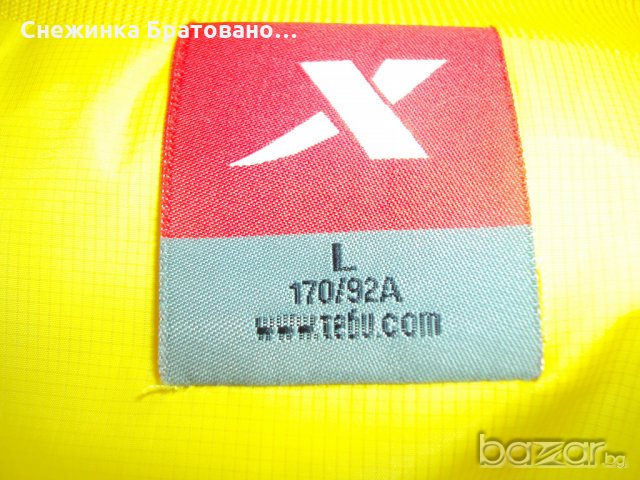 Снежинка Братовано...
X
L
170/92A
www.tebu.com
bazar.bg